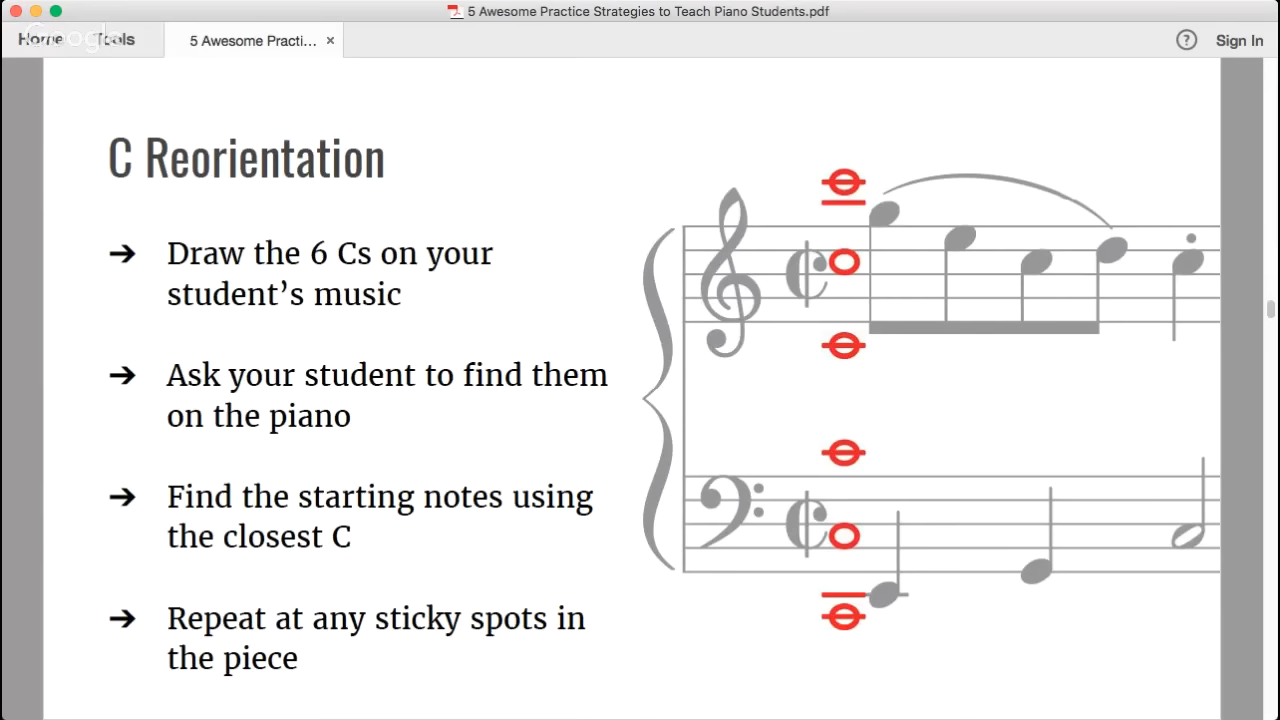 5 Awesome Practice Strategies to Teach Piano Students.pdf
Google
Home Tools 5 Awesome Practi... × ? Sign In
C Reorientation
➔ Draw the 6 Cs on your
student's music
➔ Ask your student to find them
on the piano
➔ Find the starting notes using
the closest C
➔ Repeat at any sticky spots in
the piece